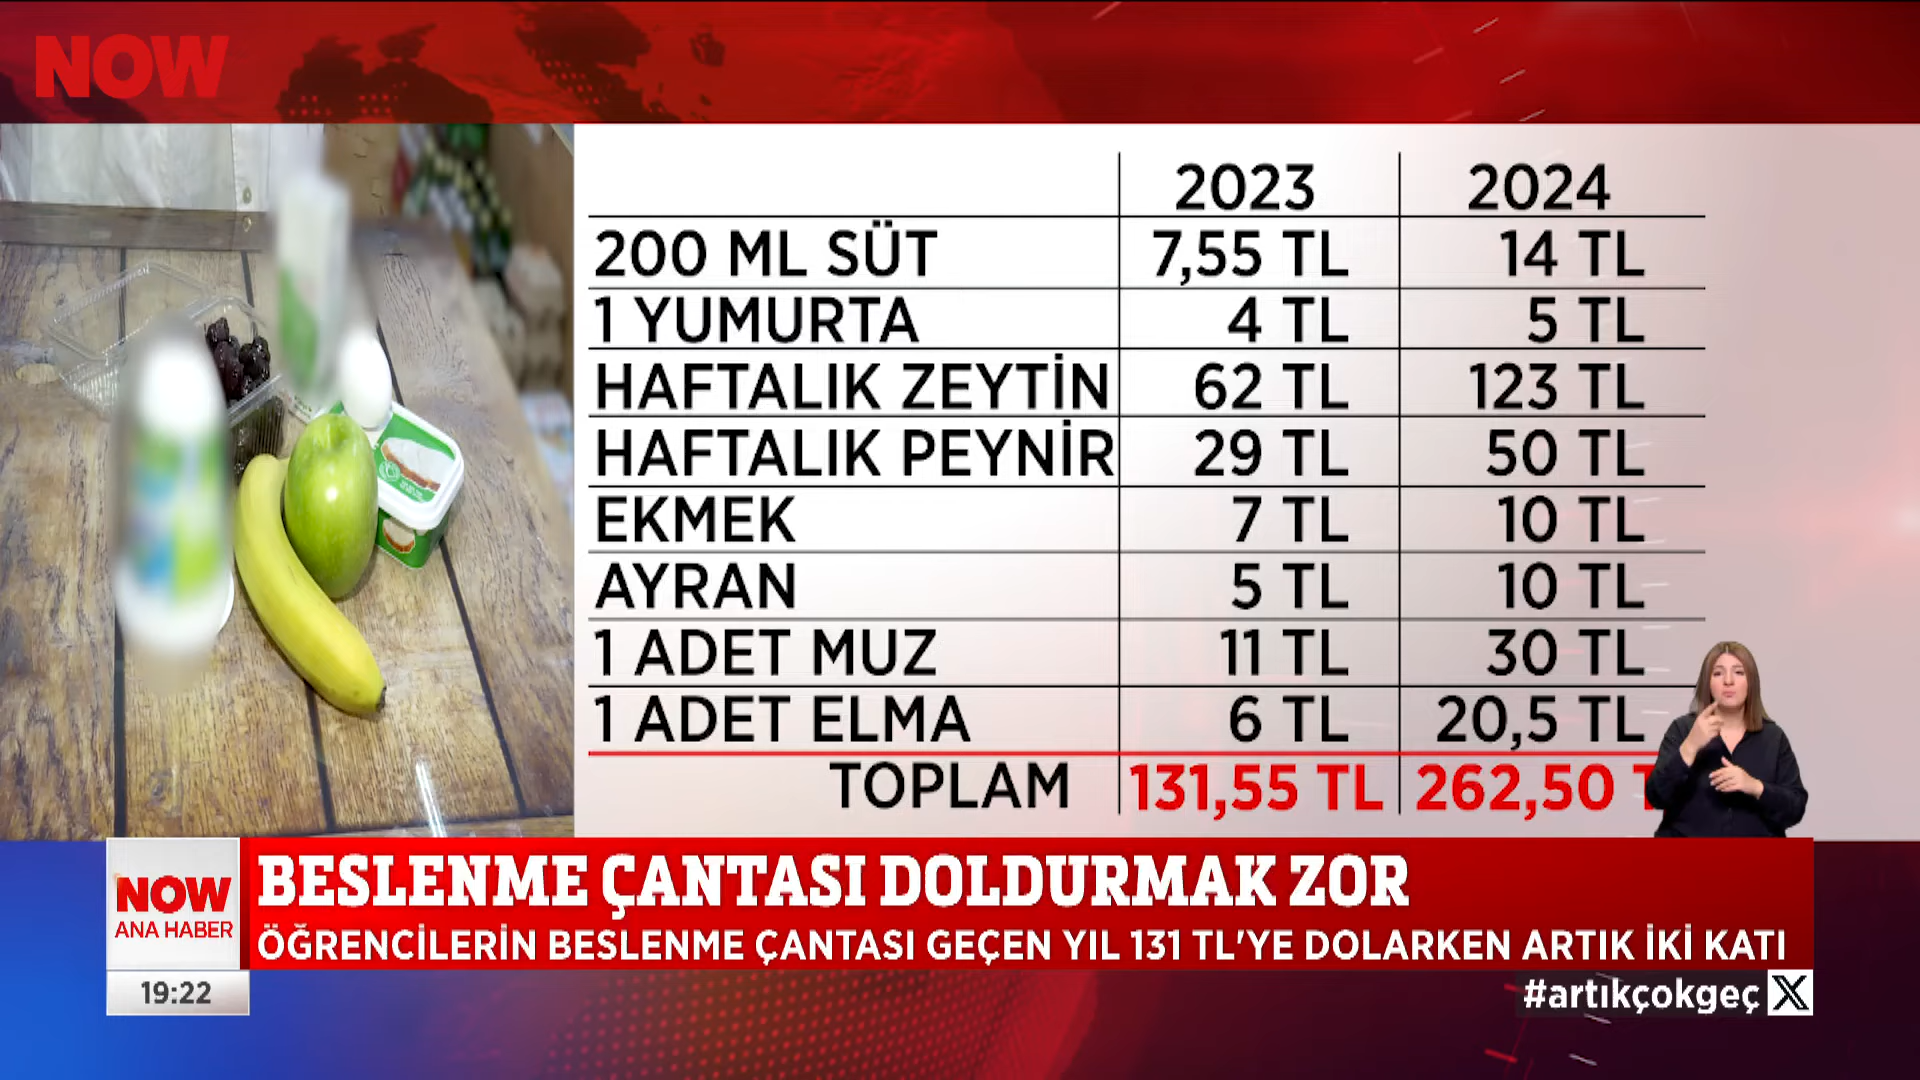 NOW
2023 2024
200 ML SÜT 7,55 TL 14 TL
1 YUMURTA 4 TL 5 TL
HAFTALIK ZEYTİN 62 TL 123 TL
HAFTALIK PEYNİR 29 TL 50 TL
EKMEK 7 TL 10 TL
AYRAN 5 TL 10 TL
1 ADET MUZ 11 TL 30 TL
1 ADET ELMA 6 TL 20,5 TL
TOPLAM 131,55 TL 262,50 T
NOW
ANA HABER
BESLENME ÇANTASI DOLDURMAK ZOR
ÖĞRENCİLERİN BESLENME ÇANTASI GEÇEN YIL 131 TL'YE DOLARKEN ARTIK İKİ KATI
19:22
#artıkçokgeç X